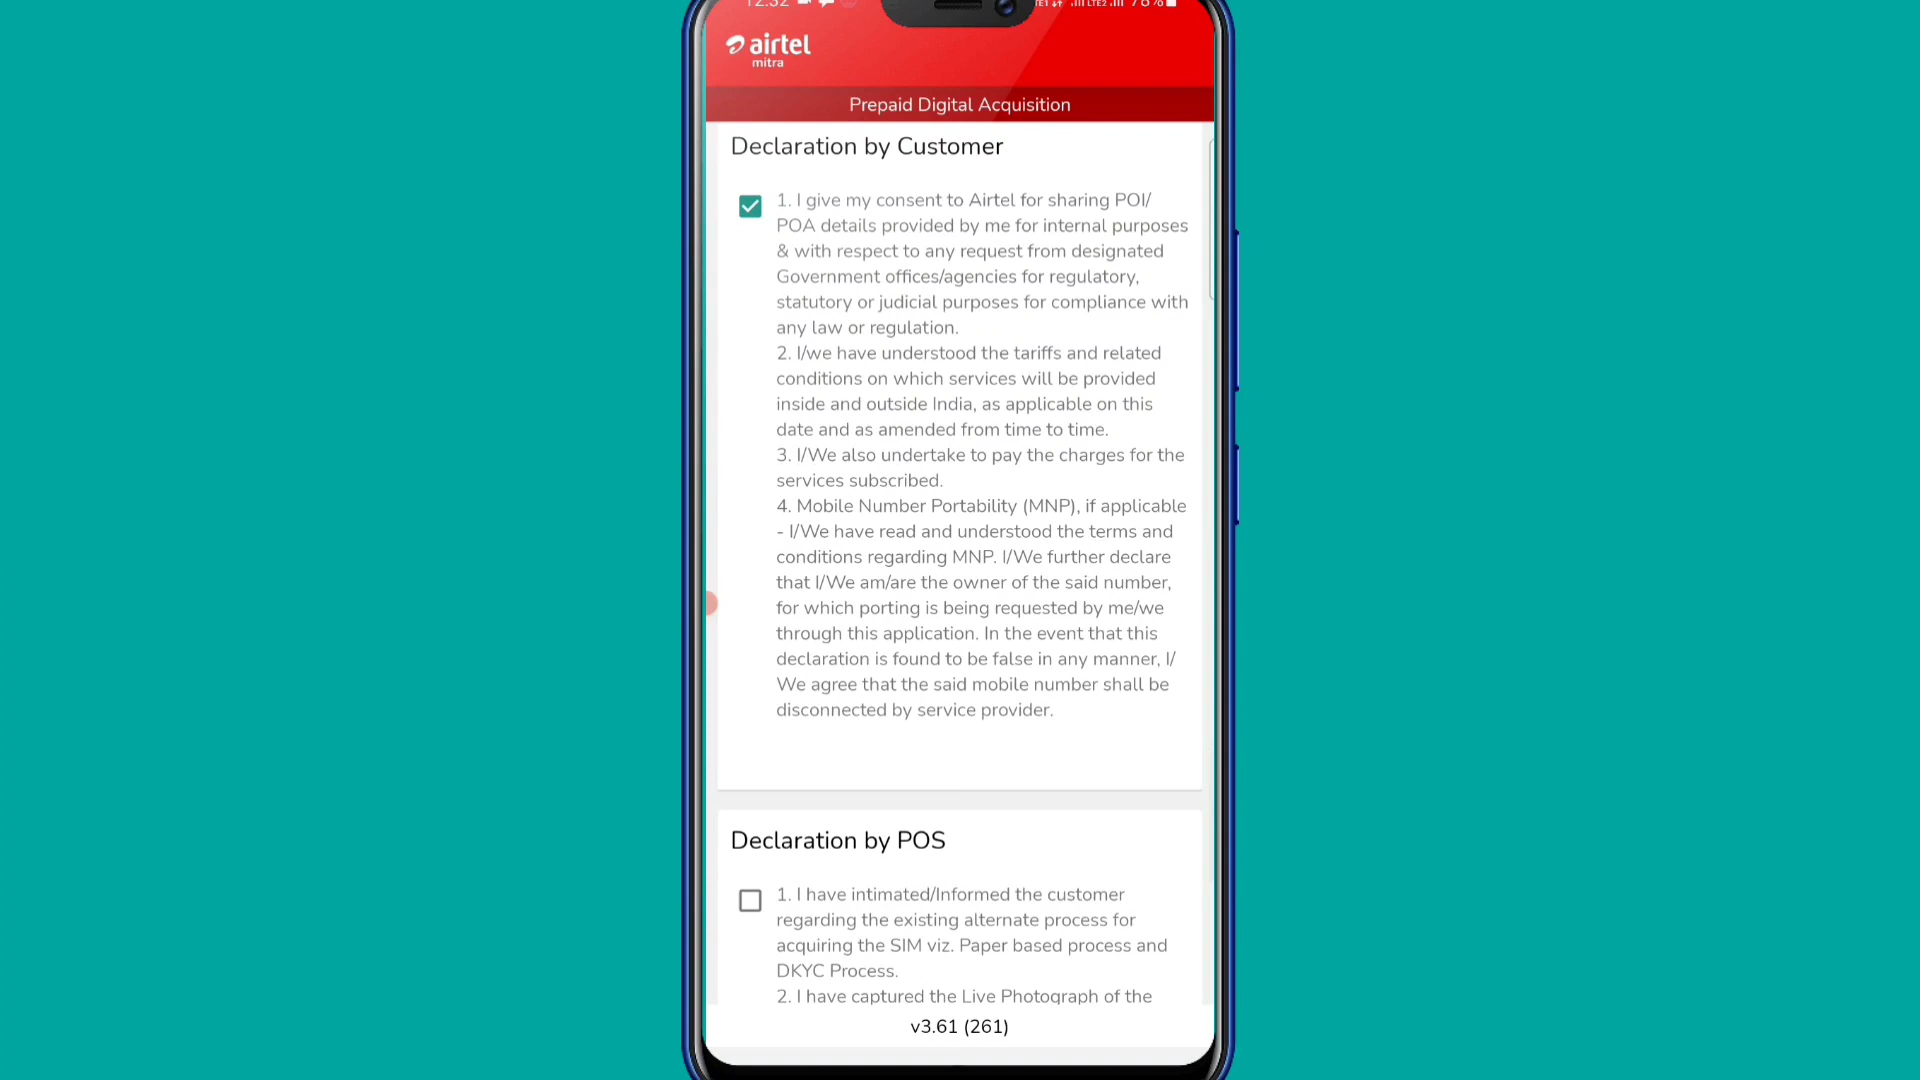 12:32 LTE2 78%
airtel
mitra
Prepaid Digital Acquisition
Declaration by Customer
1. I give my consent to Airtel for sharing POI/
POA details provided by me for internal purposes
& with respect to any request from designated
Government offices/agencies for regulatory,
statutory or judicial purposes for compliance with
any law or regulation.
2. I/we have understood the tariffs and related
conditions on which services will be provided
inside and outside India, as applicable on this
date and as amended from time to time.
3. I/We also undertake to pay the charges for the
services subscribed.
4. Mobile Number Portability (MNP), if applicable
- I/We have read and understood the terms and
conditions regarding MNP. I/We further declare
that I/We am/are the owner of the said number,
for which porting is being requested by me/we
through this application. In the event that this
declaration is found to be false in any manner, I/
We agree that the said mobile number shall be
disconnected by service provider.
Declaration by POS
1. I have intimated/Informed the customer
regarding the existing alternate process for
acquiring the SIM viz. Paper based process and
DKYC Process.
2. I have captured the Live Photograph of the
v3.61 (261)